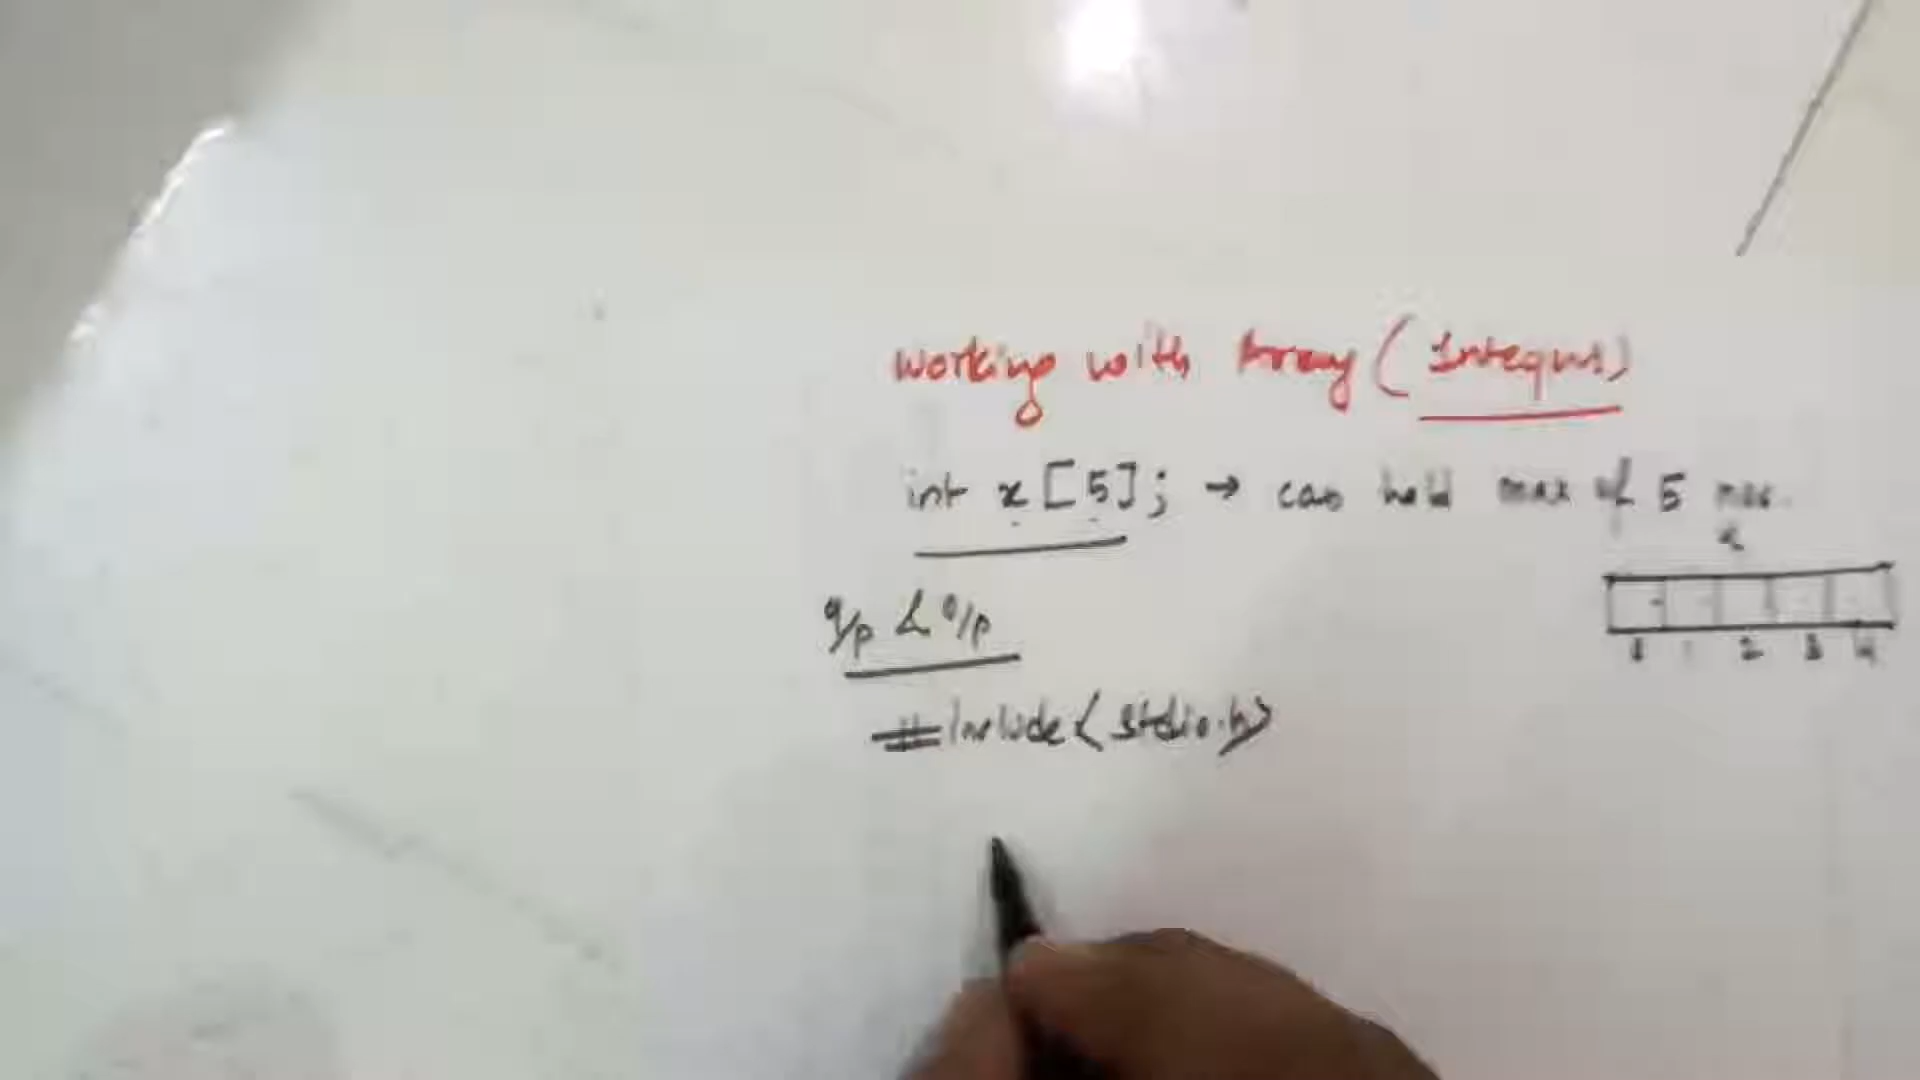 working with Array (Integers)
int x[5]; → can hold max of 5 nos.
x
0 1 2 3 4
I/p & O/p
#include<stdio.h>